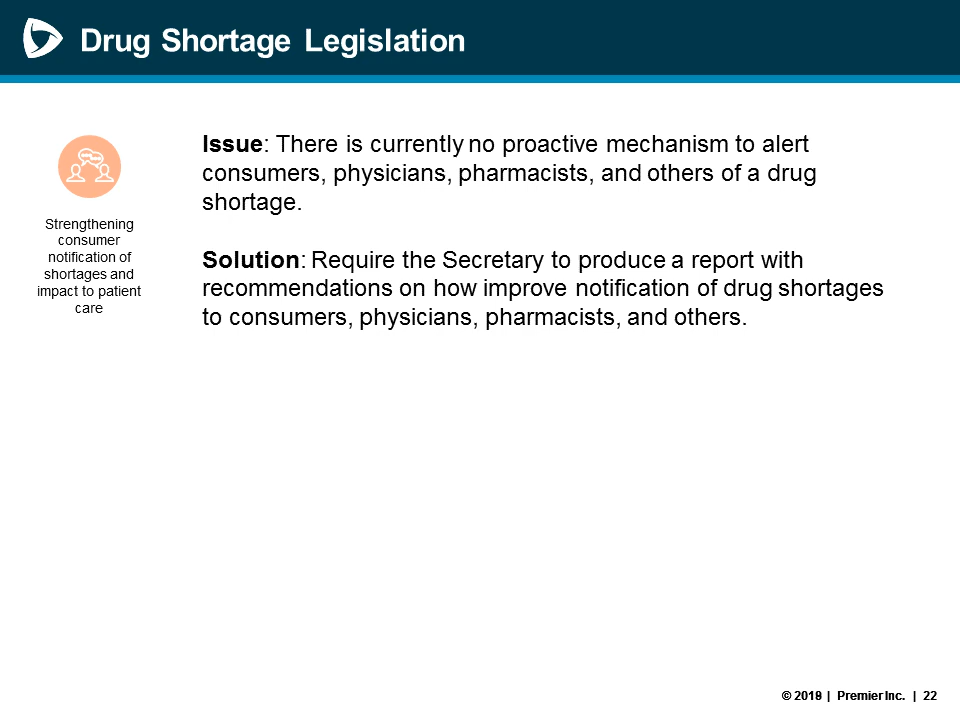 Drug Shortage Legislation
Strengthening
consumer
notification of
shortages and
impact to patient
care
Issue: There is currently no proactive mechanism to alert
consumers, physicians, pharmacists, and others of a drug
shortage.
Solution: Require the Secretary to produce a report with
recommendations on how improve notification of drug shortages
to consumers, physicians, pharmacists, and others.
© | Premier Inc. | 22